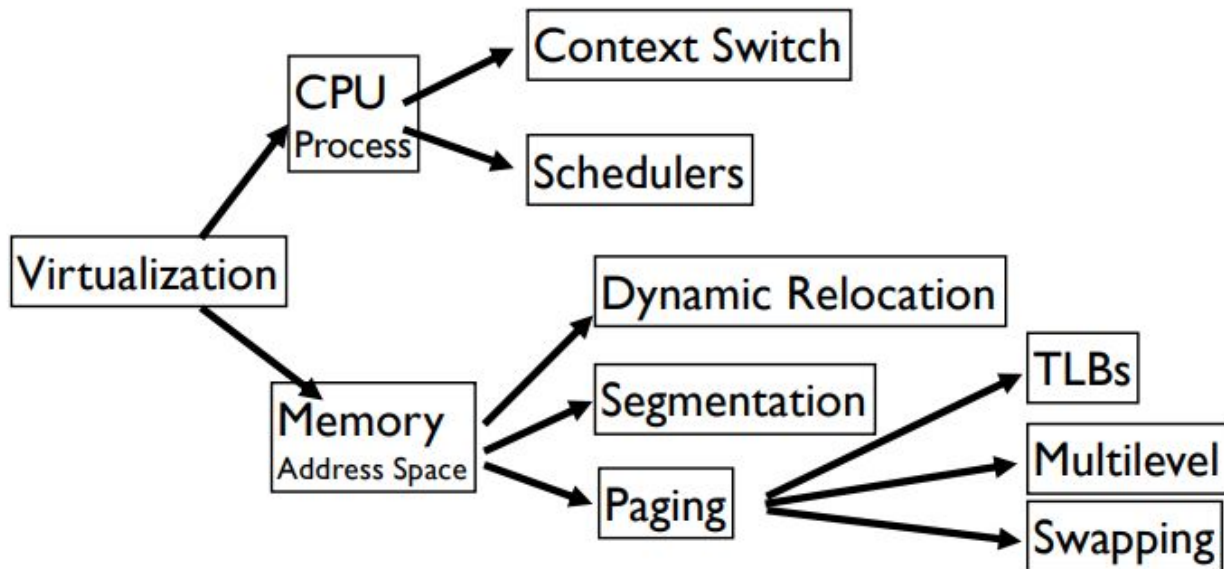 Context Switch
CPU
Process
Schedulers
Virtualization
Dynamic Relocation
TLBs
Segmentation
Memory
Address Space
Multilevel
Paging
Swapping